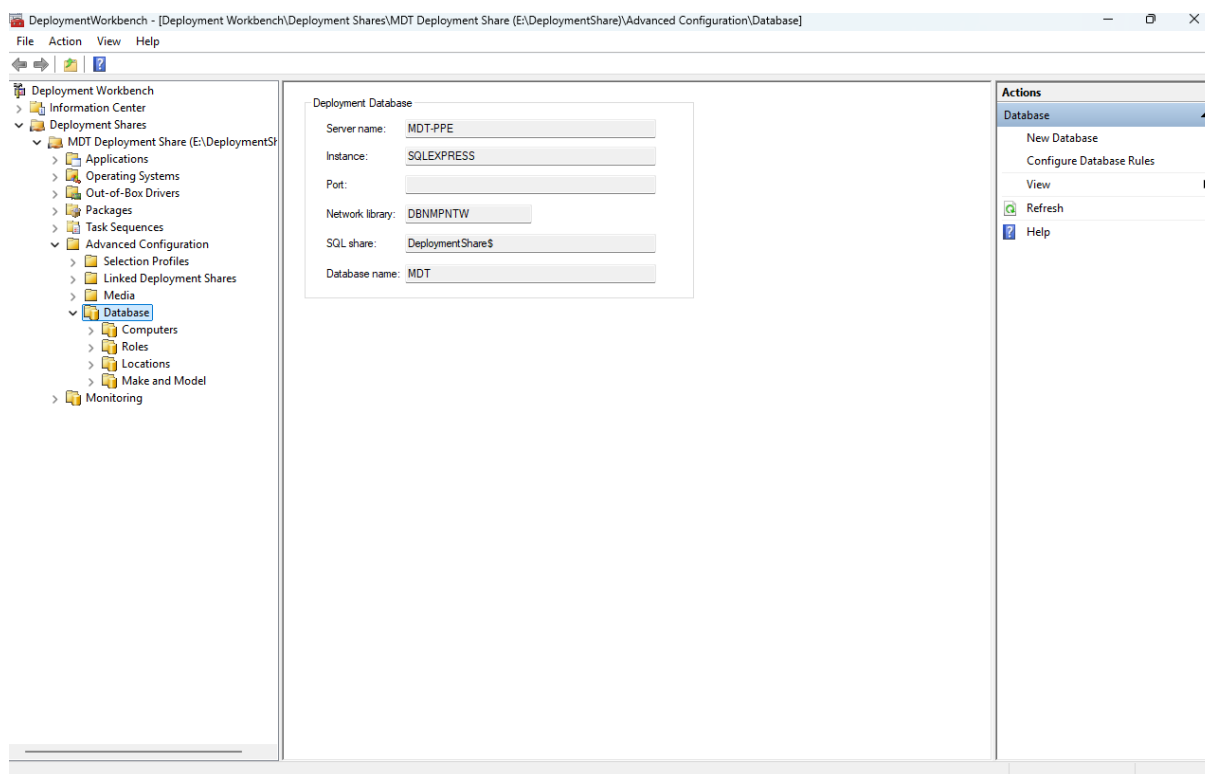 DeploymentWorkbench - [Deployment Workbench\Deployment Shares\MDT Deployment Share (E:\DeploymentShare)\Advanced Configuration\Database]
File Action View Help
Deployment Workbench
Information Center
Deployment Shares
MDT Deployment Share (E:\DeploymentSh
Applications
Operating Systems
Out-of-Box Drivers
Packages
Task Sequences
Advanced Configuration
Selection Profiles
Linked Deployment Shares
Media
Database
Computers
Roles
Locations
Make and Model
Monitoring
Deployment Database
Server name: MDT-PPE
Instance: SQLEXPRESS
Port:
Network library: DBNMPNTW
SQL share: DeploymentShare$
Database name: MDT
Actions
Database
New Database
Configure Database Rules
View
Refresh
Help